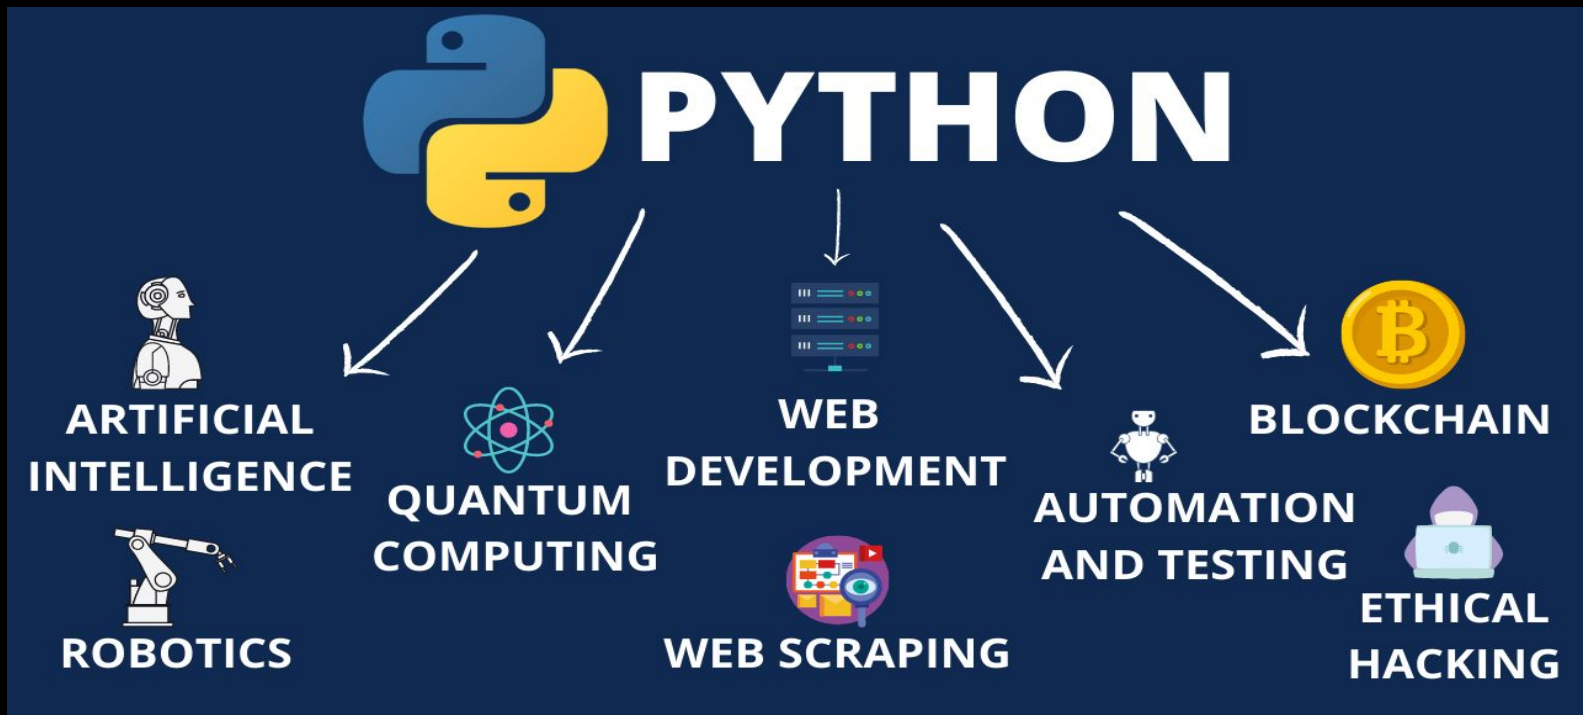 PYTHON
ARTIFICIAL
INTELLIGENCE
QUANTUM
COMPUTING
WEB
DEVELOPMENT
AUTOMATION
AND TESTING
BLOCKCHAIN
ROBOTICS
WEB SCRAPING
ETHICAL
HACKING